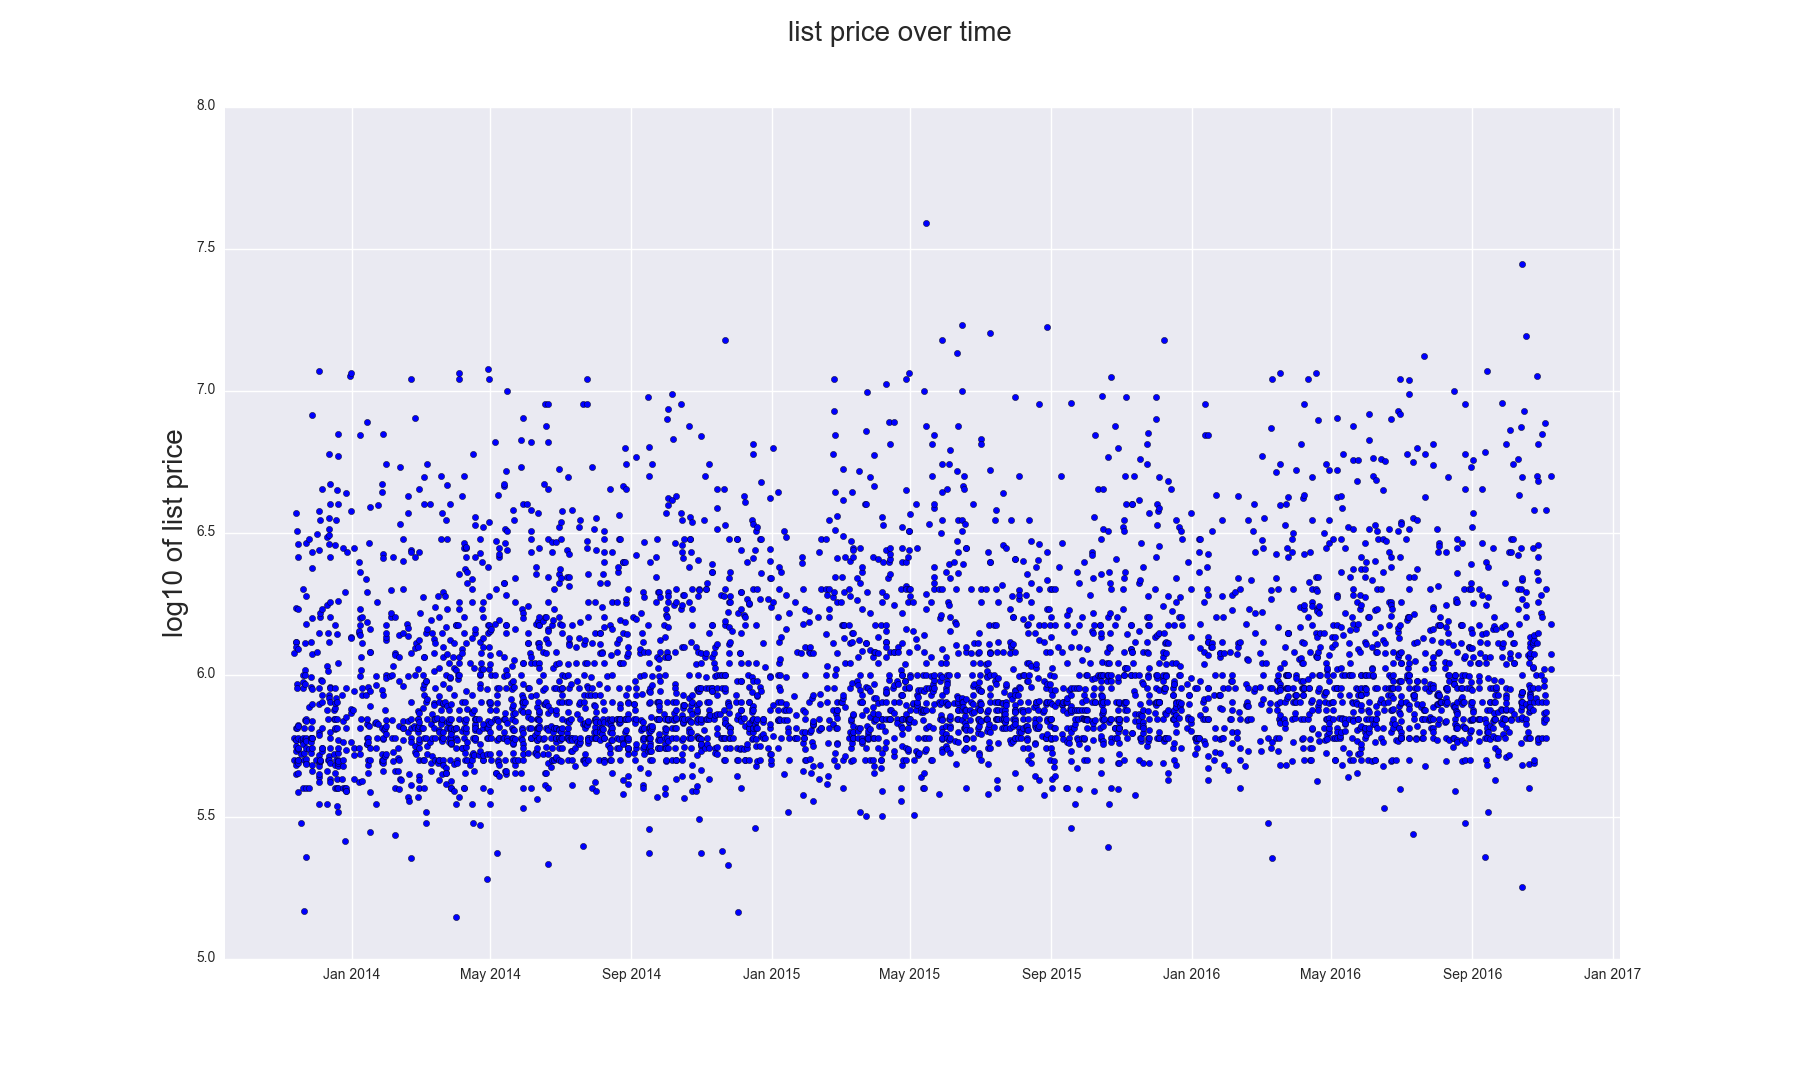 list price over time
log10 of list price
8.0
7.5
7.0
6.5
6.0
5.5
5.0
Jan 2014
May 2014
Sep 2014
Jan 2015
May 2015
Sep 2015
Jan 2016
May 2016
Sep 2016
Jan 2017